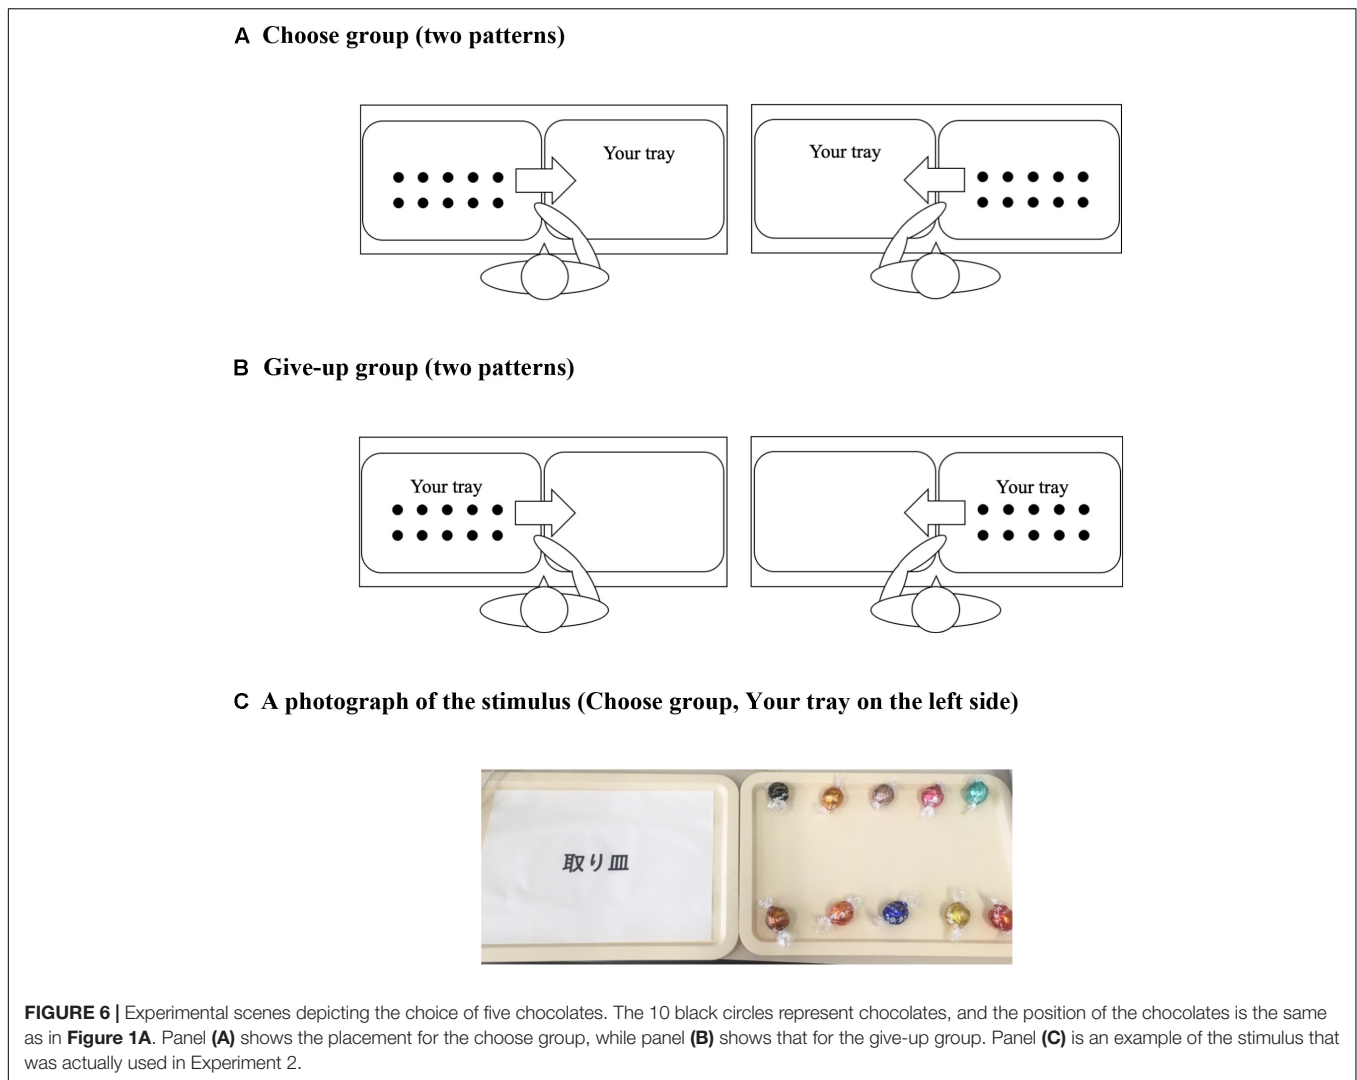 A Choose group (two patterns)
Your tray
Your tray
B Give-up group (two patterns)
Your tray
Your tray
C A photograph of the stimulus (Choose group, Your tray on the left side)
取り皿
FIGURE 6 | Experimental scenes depicting the choice of five chocolates. The 10 black circles represent chocolates, and the position of the chocolates is the same
as in Figure 1A. Panel (A) shows the placement for the choose group, while panel (B) shows that for the give-up group. Panel (C) is an example of the stimulus that
was actually used in Experiment 2.